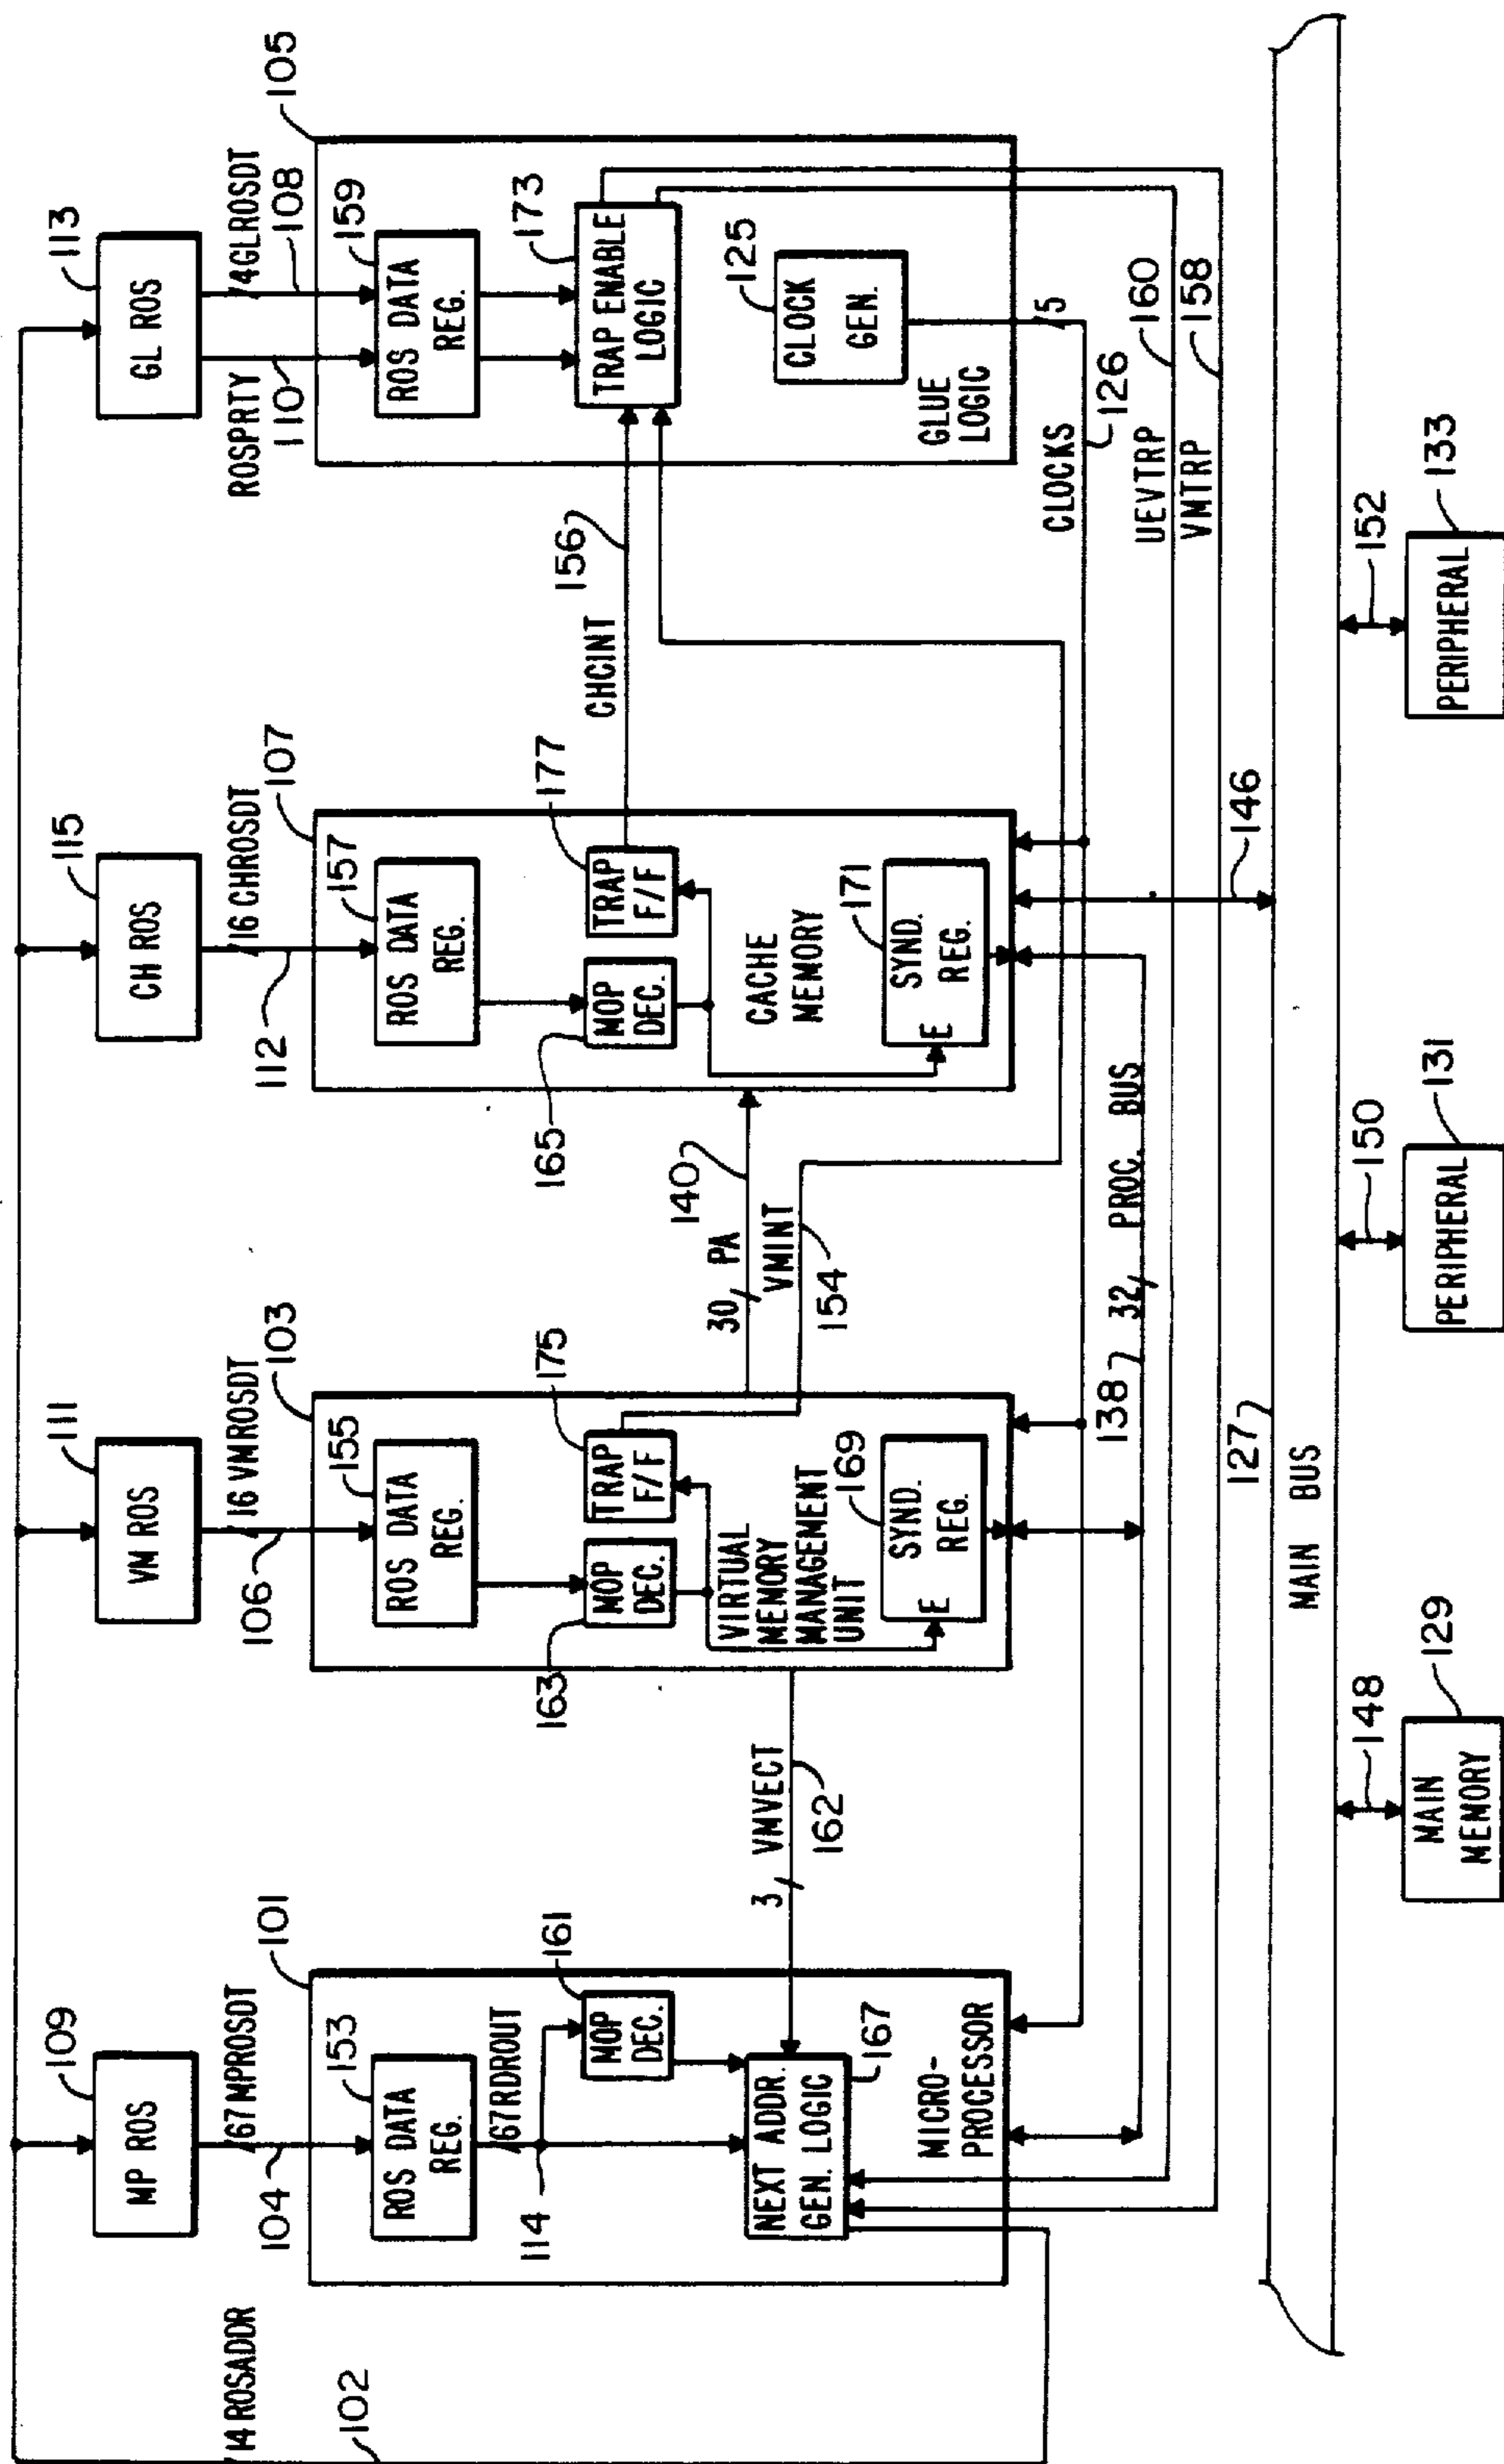 14 ROSADDR
102
109
MP ROS
67 MPROSDT
104
101
153
ROS DATA
REG.
67 RDROUT
114
161
MOP
DEC.
NEXT ADDR.
GEN. LOGIC
167
MICRO-
PROCESSOR
3
VMVECT
162
111
VM ROS
16 VMROSDT
106
103
155
ROS DATA
REG.
163
MOP
DEC.
175
TRAP
F/F
VIRTUAL
MEMORY
MANAGEMENT
UNIT
169
SYND.
REG.
E
30
PA
140
VMINT
154
115
CH ROS
16 CHROSDT
112
107
157
ROS DATA
REG.
165
MOP
DEC.
177
TRAP
F/F
CACHE
MEMORY
171
SYND.
REG.
E
CHCINT
156
113
GL ROS
ROSPRTY
110
4 GLROSDT
108
105
159
ROS DATA
REG.
173
TRAP ENABLE
LOGIC
125
CLOCK
GEN.
GLUE
LOGIC
5
CLOCKS
126
UEVTRP
160
VMTRP
158
138
32
PROC. BUS
146
127
MAIN BUS
148
129
MAIN
MEMORY
150
131
PERIPHERAL
152
133
PERIPHERAL